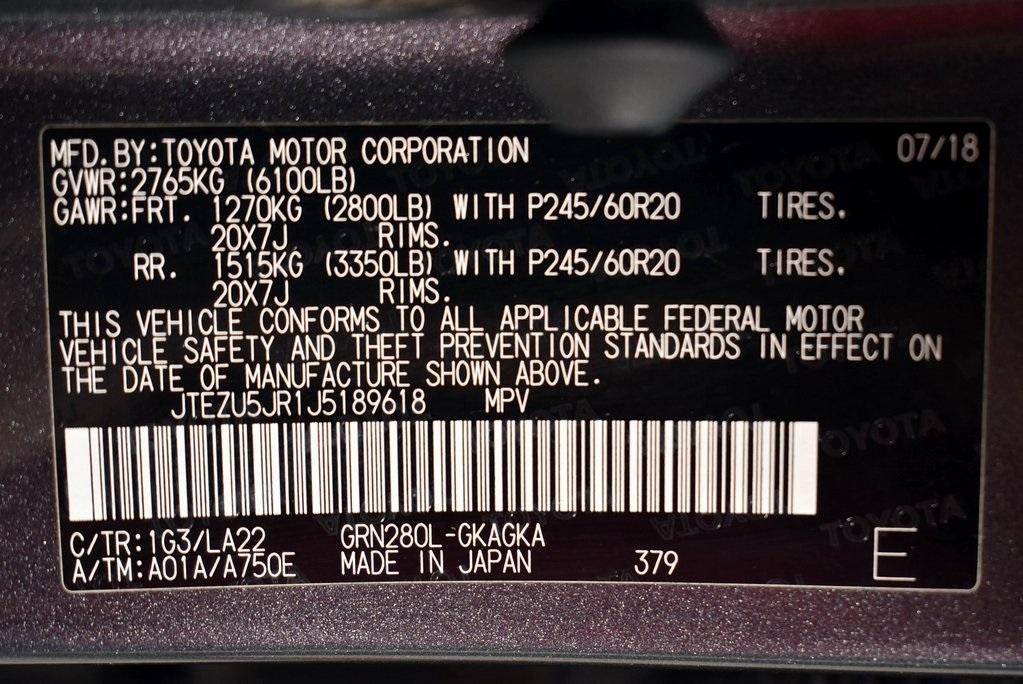 MFD.BY:TOYOTA MOTOR CORPORATION 07/18
GVWR:2765KG (6100LB)
GAWR:FRT. 1270KG (2800LB) WITH P245/60R20 TIRES.
20X7J RIMS.
RR. 1515KG (3350LB) WITH P245/60R20 TIRES.
20X7J RIMS.
THIS VEHICLE CONFORMS TO ALL APPLICABLE FEDERAL MOTOR
VEHICLE SAFETY AND THEFT PREVENTION STANDARDS IN EFFECT ON
THE DATE OF MANUFACTURE SHOWN ABOVE.
JTEZU5JR1J5189618 MPV
C/TR:1G3/LA22 GRN280L-GKAGKA
A/TM:A01A/A750E MADE IN JAPAN 379 E